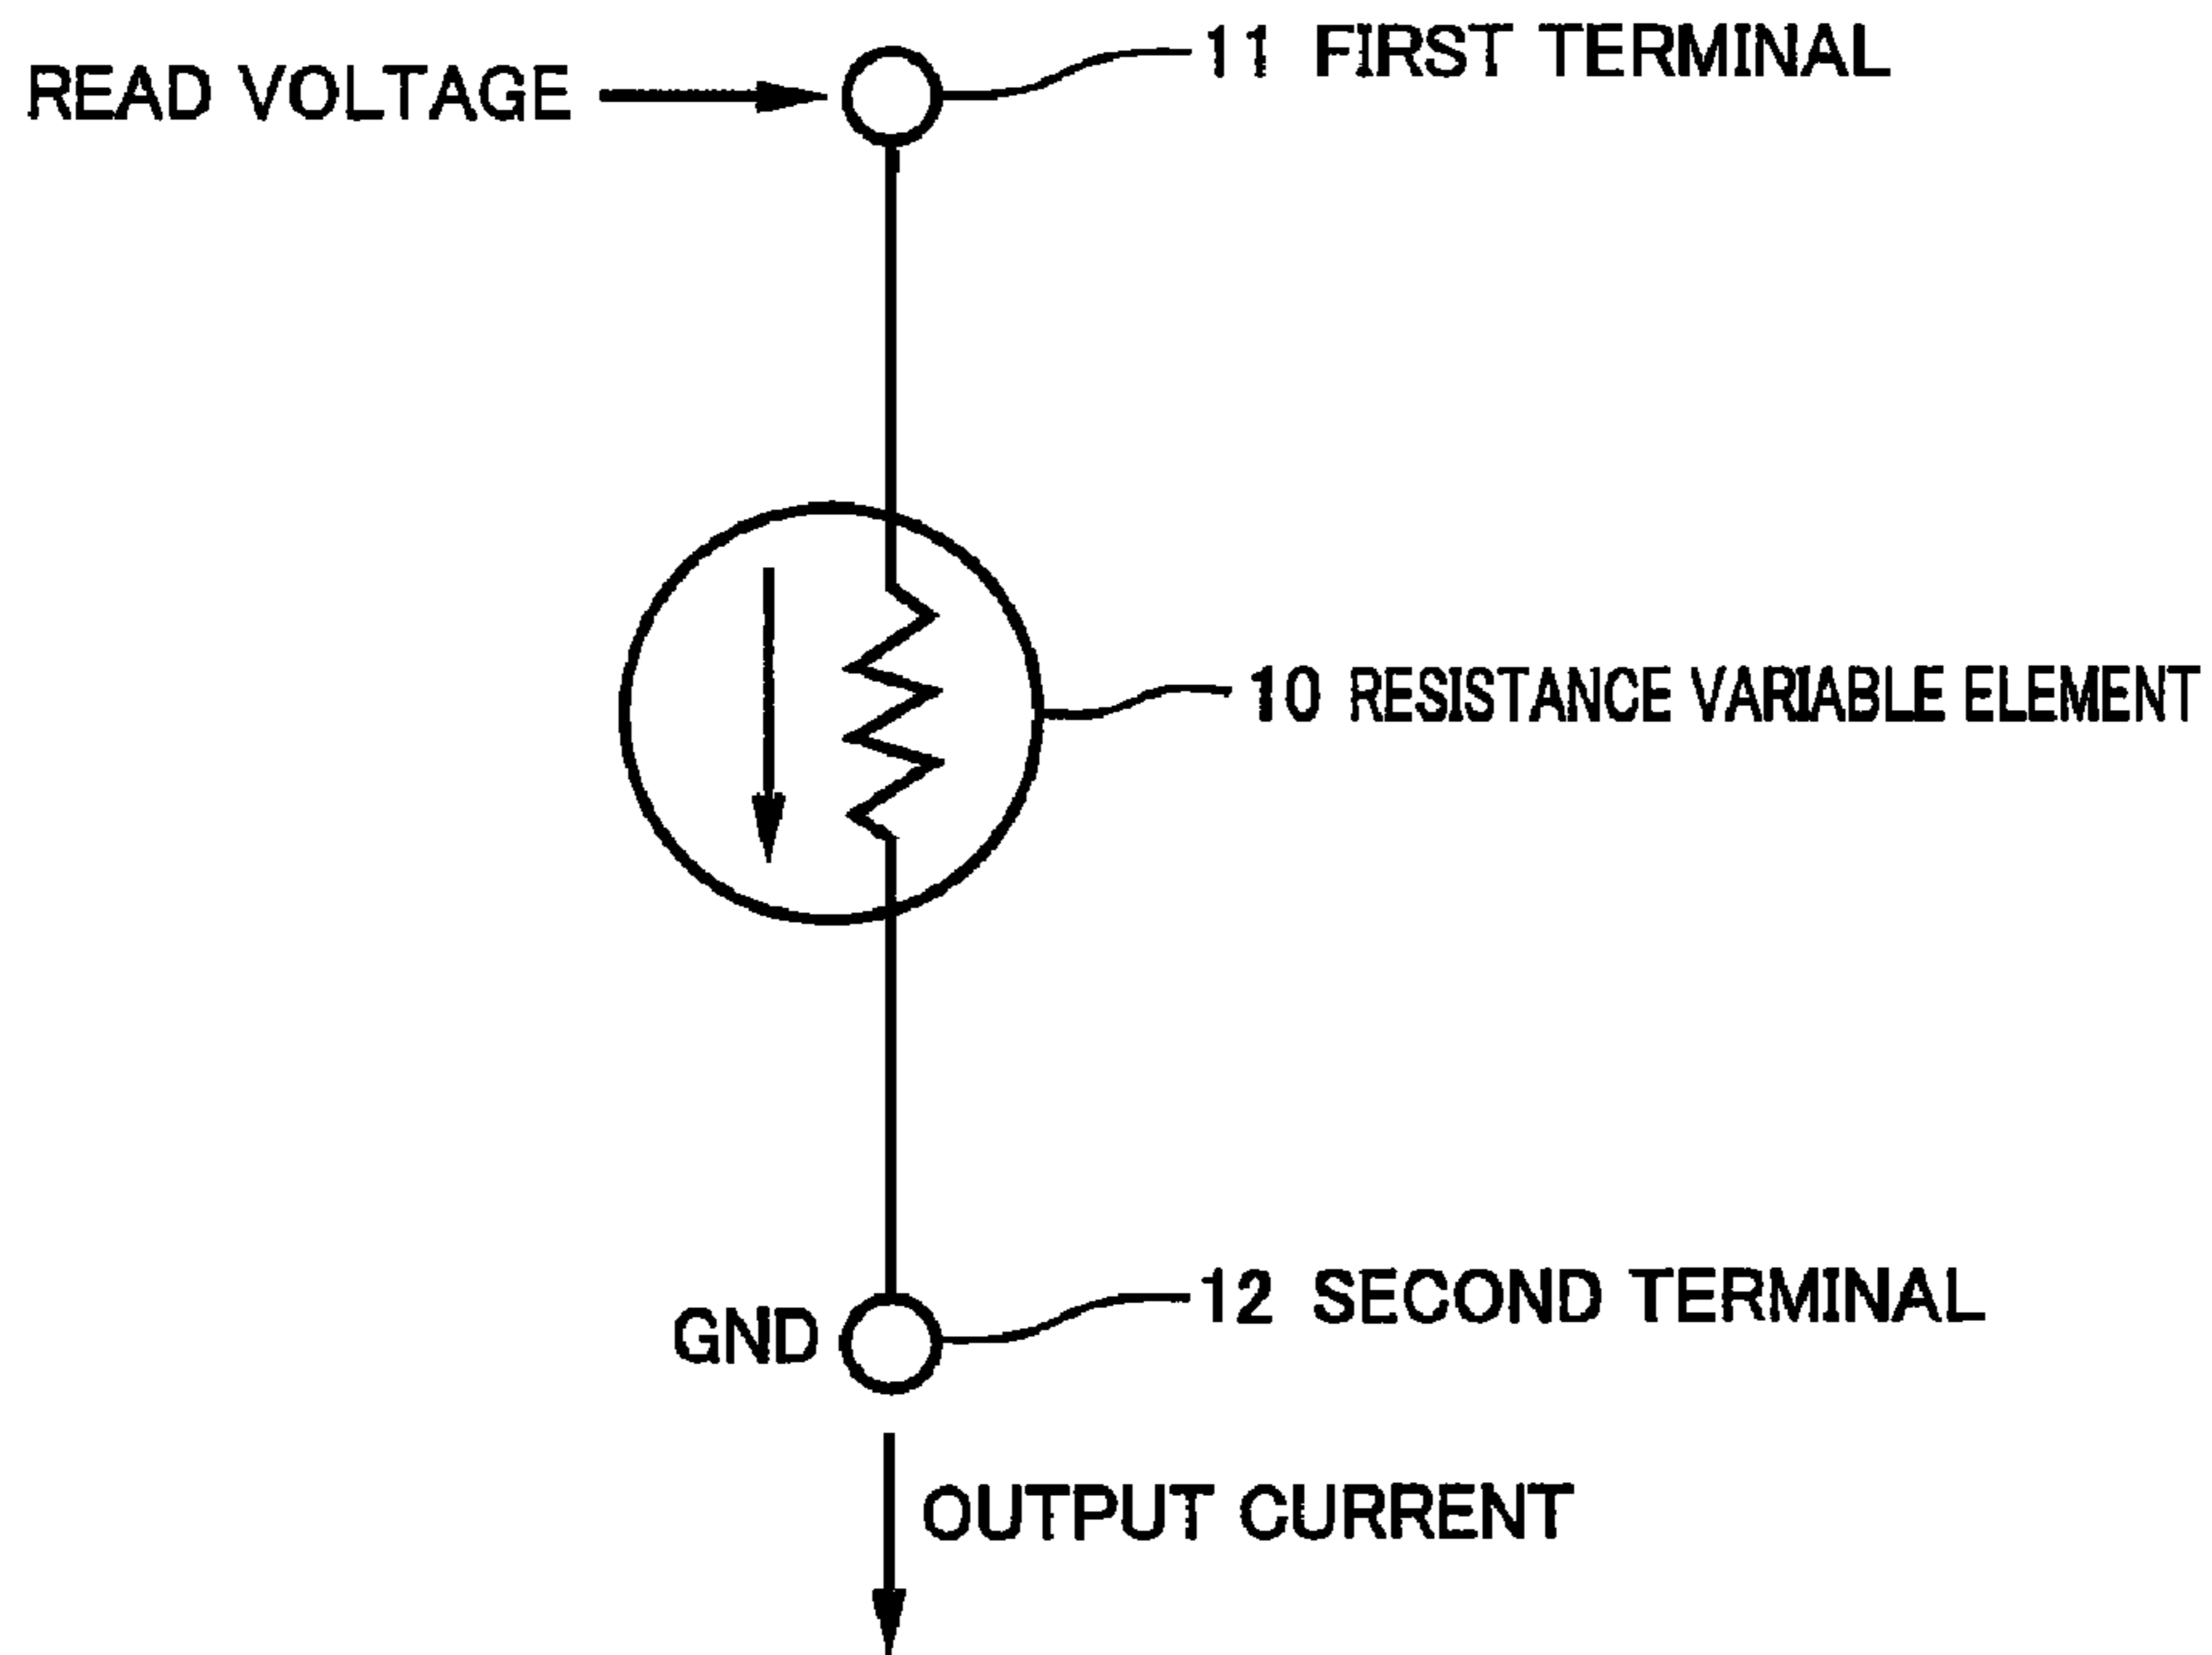 READ VOLTAGE
11 FIRST TERMINAL
10 RESISTANCE VARIABLE ELEMENT
GND
12 SECOND TERMINAL
OUTPUT CURRENT